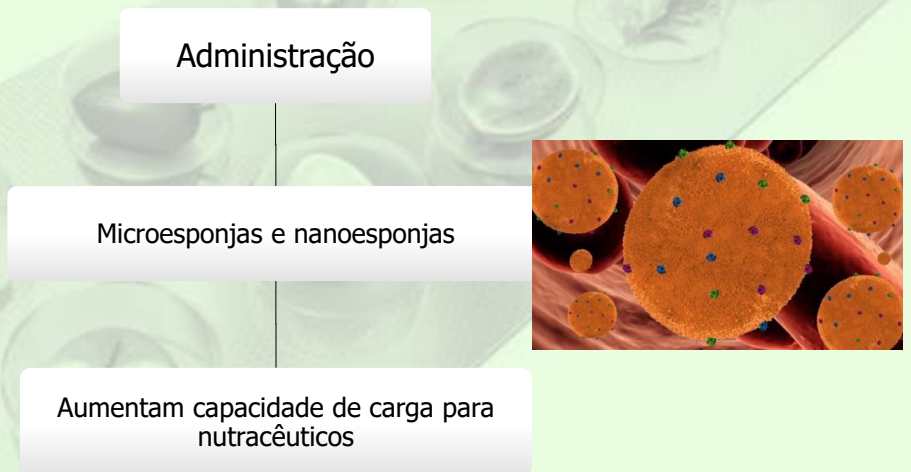 Administração
Microesponjas e nanoesponjas
Aumentam capacidade de carga para
nutracêuticos